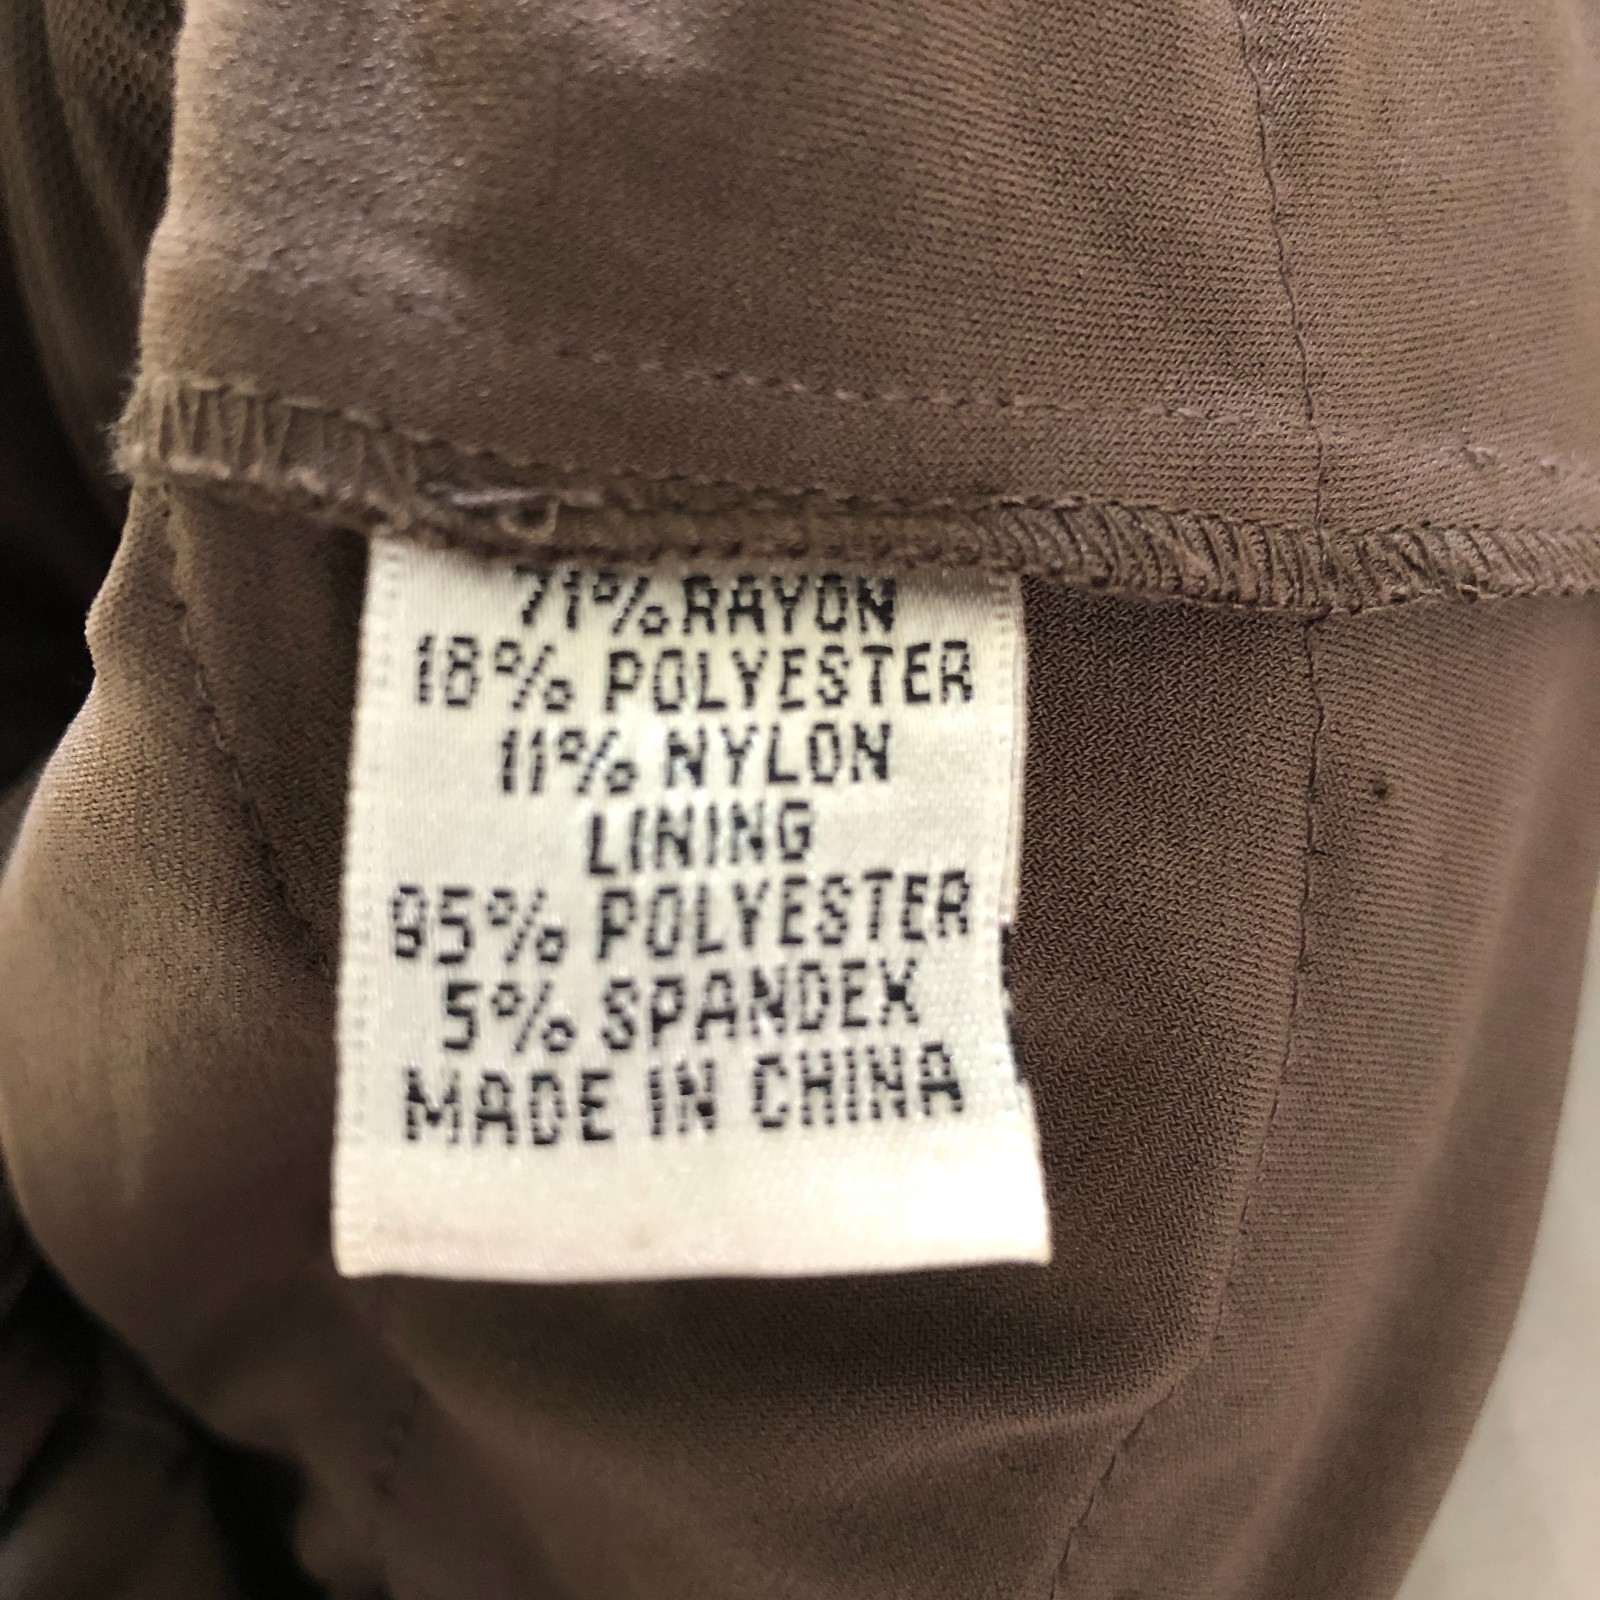 71% RAYON
18% POLYESTER
11% NYLON
LINING
95% POLYESTER
5% SPANDEX
MADE IN CHINA